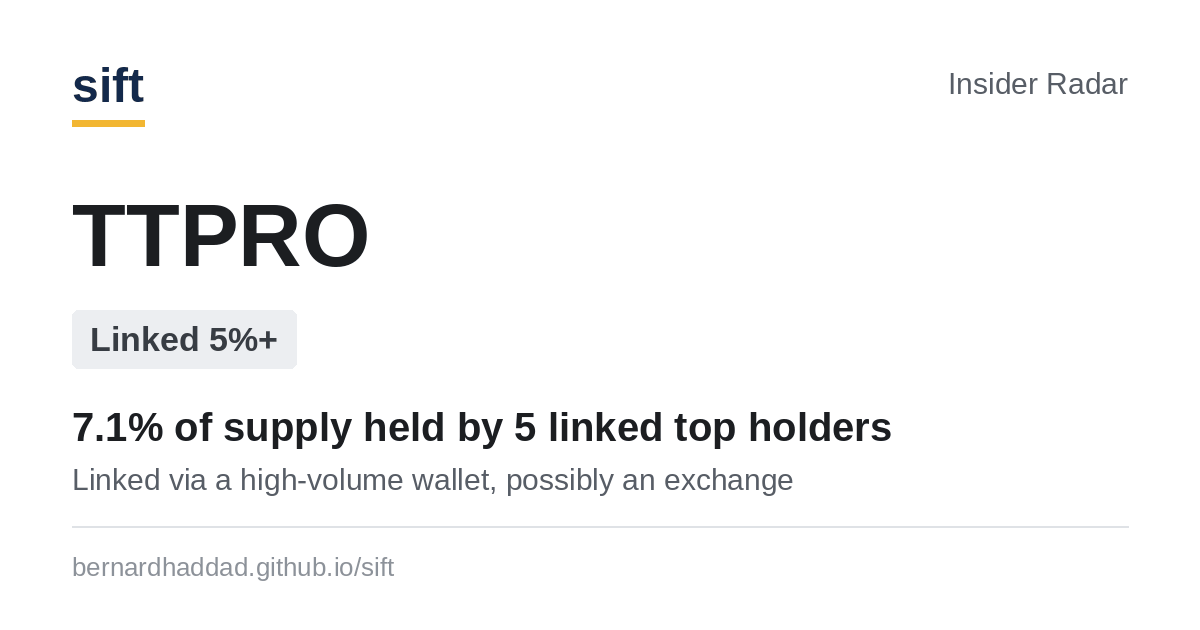 sift
Insider Radar
TTPRO
Linked 5%+
7.1% of supply held by 5 linked top holders
Linked via a high-volume wallet, possibly an exchange
bernardhaddad.github.io/sift